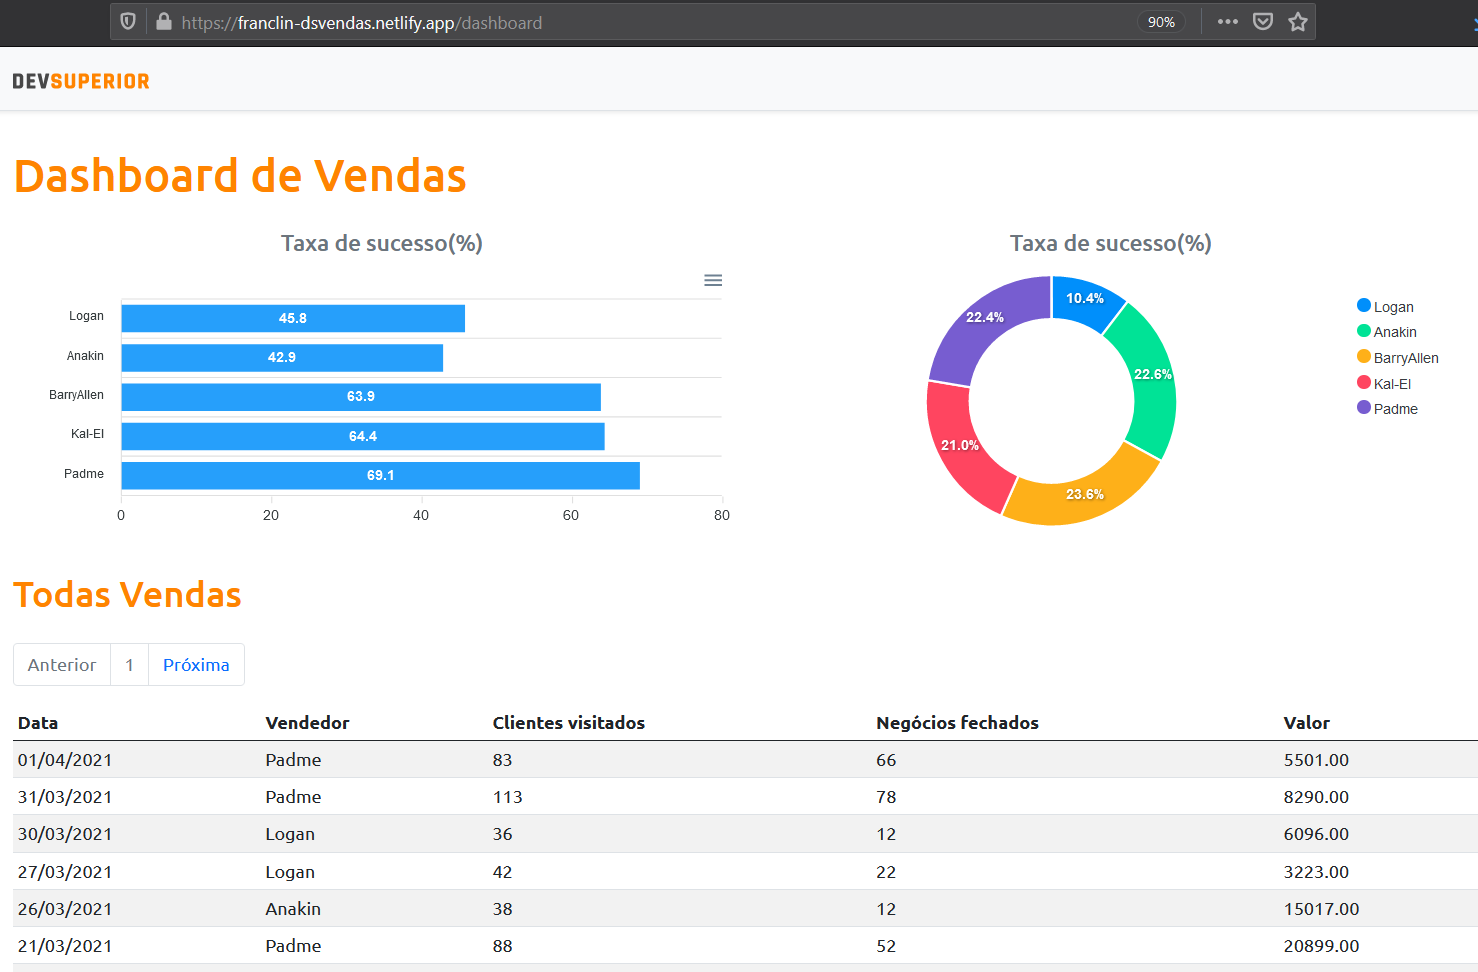 https://franclin-dsvendas.netlify.app/dashboard 90%
DEVSUPERIOR
Dashboard de Vendas
Taxa de sucesso(%)
Logan 45.8
Anakin 42.9
BarryAllen 63.9
Kal-El 64.4
Padme 69.1
0 20 40 60 80
Taxa de sucesso(%)
10.4%
22.6%
23.6%
21.0%
22.4%
Logan
Anakin
BarryAllen
Kal-El
Padme
Todas Vendas
Anterior 1 Próxima
Data Vendedor Clientes visitados Negócios fechados Valor
01/04/2021 Padme 83 66 5501.00
31/03/2021 Padme 113 78 8290.00
30/03/2021 Logan 36 12 6096.00
27/03/2021 Logan 42 22 3223.00
26/03/2021 Anakin 38 12 15017.00
21/03/2021 Padme 88 52 20899.00